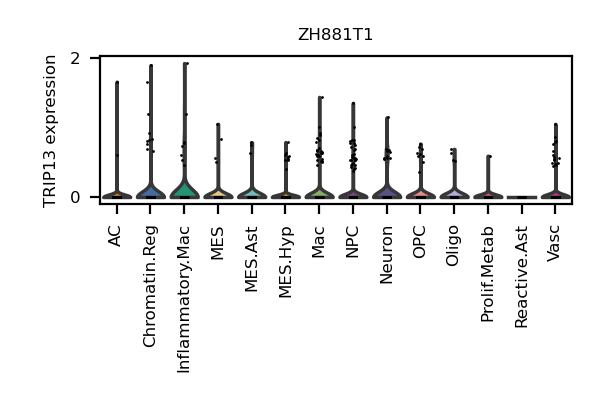 ZH881T1
TRIP13 expression
2
0
AC
Chromatin.Reg
Inflammatory.Mac
MES
MES.Ast
MES.Hyp
Mac
NPC
Neuron
OPC
Oligo
Prolif.Metab
Reactive.Ast
Vasc